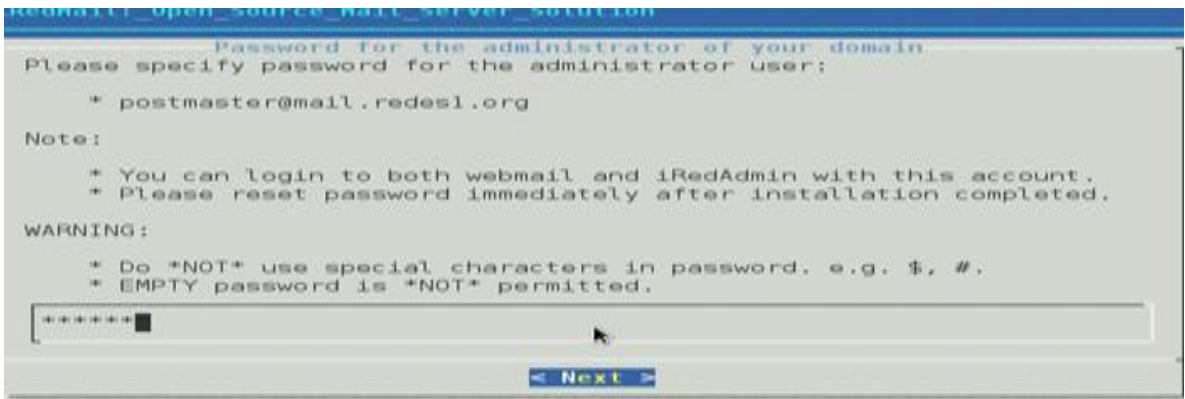 iRedMail:_Open_Source_Mail_Server_Solution
Password for the administrator of your domain
Please specify password for the administrator user:
* postmaster@mail.redes1.org
Note:
* You can login to both webmail and iRedAdmin with this account.
* Please reset password immediately after installation completed.
WARNING:
* Do *NOT* use special characters in password. e.g. $, #.
* EMPTY password is *NOT* permitted.
******
< Next >